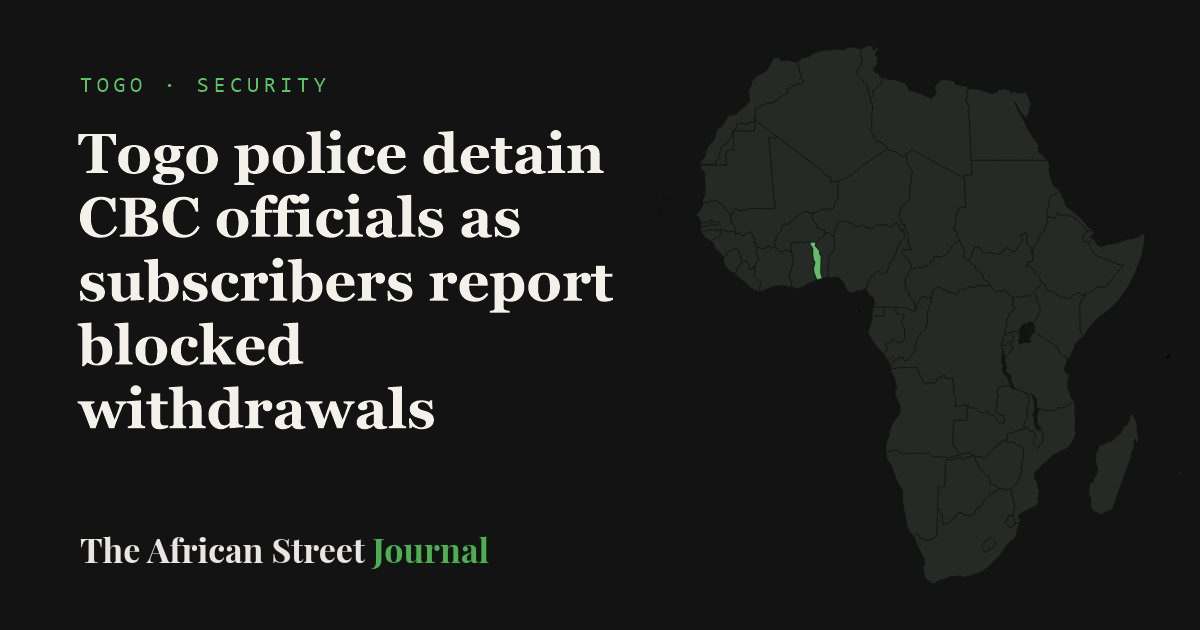 TOGO · SECURITY
Togo police detain
CBC officials as
subscribers report
blocked
withdrawals
The African Street Journal